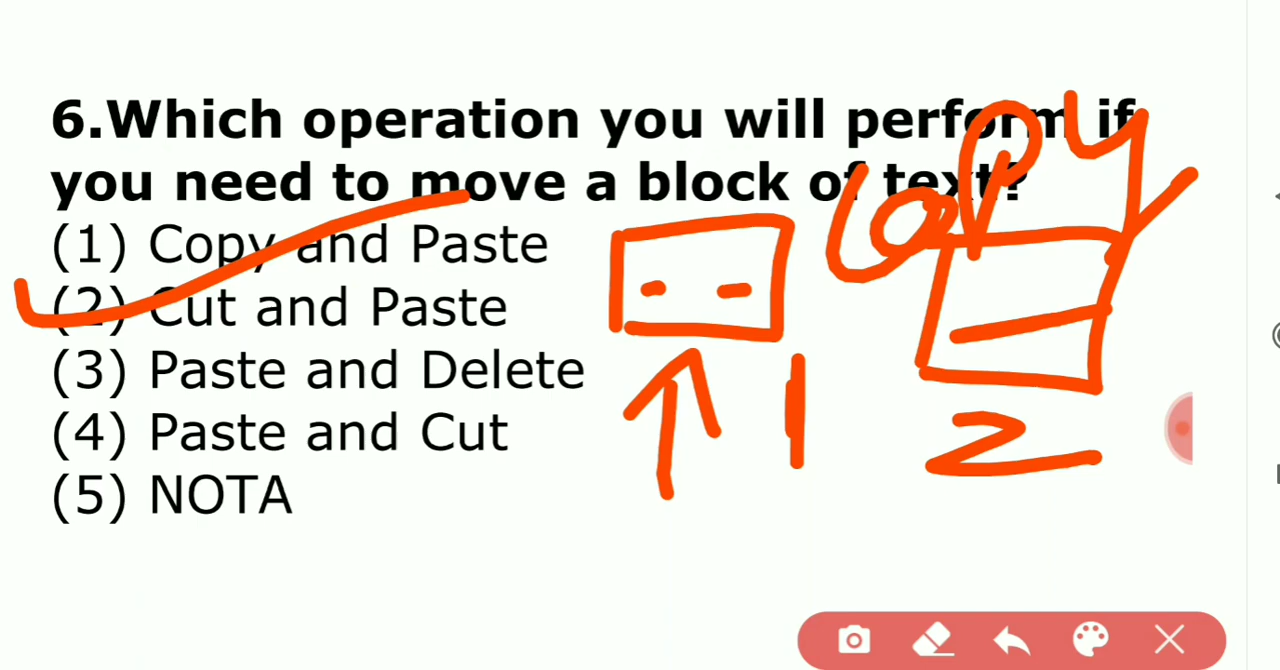 6.Which operation you will perform if
you need to move a block of text?
(1) Copy and Paste
(2) Cut and Paste
(3) Paste and Delete
(4) Paste and Cut
(5) NOTA
copy
1
2